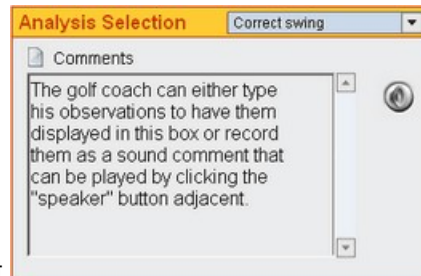 Analysis Selection
Correct swing
Comments
The golf coach can either type
his observations to have them
displayed in this box or record
them as a sound comment that
can be played by clicking the
"speaker" button adjacent.